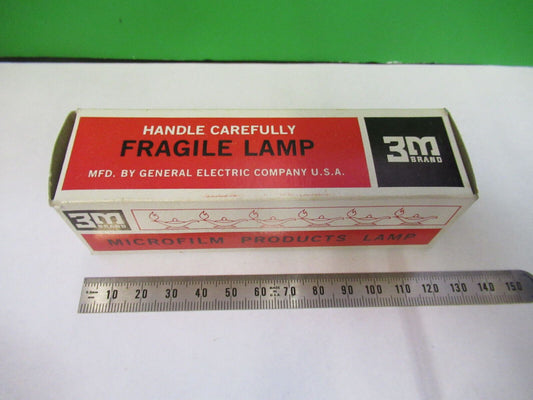 HANDLE CAREFULLY
FRAGILE LAMP
MFD. BY GENERAL ELECTRIC COMPANY U.S.A.
3M
BRAND
3M
BRAND
MICROFILM PRODUCTS LAMP
10 20 30 40 50 60 70 80 90 100 110 120 130 140 150